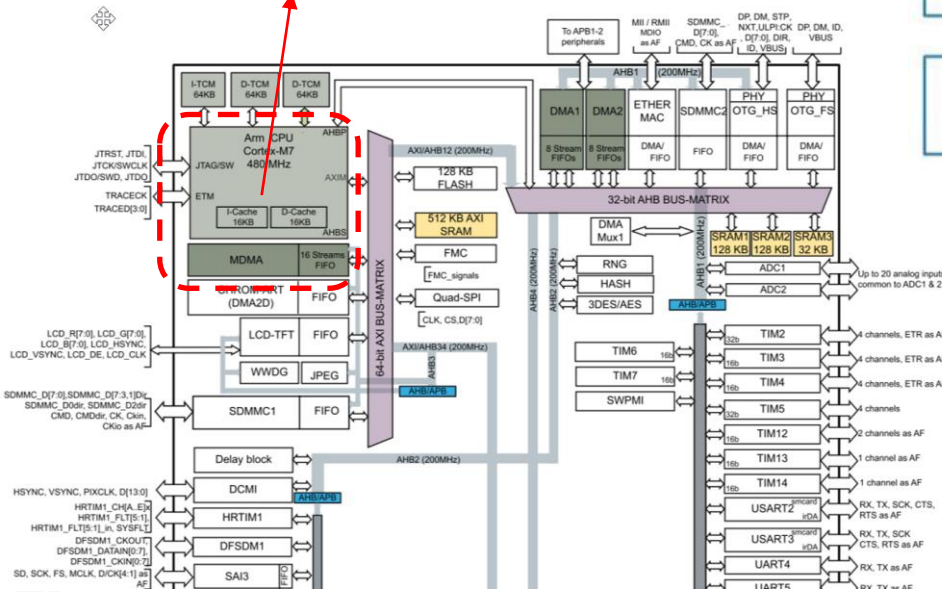 To APB1-2
peripherals
MII / RMII
MDIO
as AF
SDMMC_
D[7:0],
CMD, CK as AF
DP, DM, STP,
NXT,ULPI:CK
D[7:0], DIR,
ID, VBUS
DP, DM, ID,
VBUS
AHB1 (200MHz)
I-TCM
64KB
D-TCM
64KB
D-TCM
64KB
DMA1
8 Stream
FIFOs
DMA2
8 Stream
FIFOs
ETHER
MAC
DMA/
FIFO
SDMMC2
FIFO
PHY
OTG_HS
DMA/
FIFO
PHY
OTG_FS
DMA/
FIFO
Arm CPU
Cortex-M7
480 MHz
AHBP
AXIM
AHBS
JTAG/SW
ETM
I-Cache
16KB
D-Cache
16KB
JTRST, JTDI,
JTCK/SWCLK
JTDO/SWD, JTDO
TRACECK
TRACED[3:0]
MDMA
16 Streams
FIFO
CHROM-ART
(DMA2D)
FIFO
LCD_R[7:0], LCD_G[7:0],
LCD_B[7:0], LCD_HSYNC,
LCD_VSYNC, LCD_DE, LCD_CLK
LCD-TFT
FIFO
WWDG
JPEG
SDMMC_D[7:0],SDMMC_D[7:3,1]Dir
SDMMC_D0dir, SDMMC_D2dir
CMD, CMDdir, CK, Ckin,
CKio as AF
SDMMC1
FIFO
64-bit AXI BUS-MATRIX
AXI/AHB12 (200MHz)
128 KB
FLASH
512 KB AXI
SRAM
FMC
FMC_signals
Quad-SPI
CLK, CS,D[7:0]
AXI/AHB34 (200MHz)
AHB3
AHB/APB
32-bit AHB BUS-MATRIX
AHB4 (200MHz)
AHB2 (200MHz)
AHB1 (200MHz)
DMA
Mux1
RNG
HASH
3DES/AES
SRAM1
128 KB
SRAM2
128 KB
SRAM3
32 KB
ADC1
ADC2
Up to 20 analog inputs
common to ADC1 & 2
AHB/APB
TIM6
16b
TIM7
16b
SWPMI
TIM2
32b
4 channels, ETR as A
TIM3
16b
4 channels, ETR as A
TIM4
16b
4 channels, ETR as A
TIM5
32b
4 channels
TIM12
16b
2 channels as AF
TIM13
16b
1 channel as AF
TIM14
16b
1 channel as AF
USART2
smcard
irDA
RX, TX, SCK, CTS,
RTS as AF
USART3
smcard
irDA
RX, TX, SCK
CTS, RTS as AF
UART4
RX, TX as AF
UART5
RX, TX as AF
Delay block
AHB2 (200MHz)
HSYNC, VSYNC, PIXCLK, D[13:0]
DCMI
AHB/APB
HRTIM1_CH[A..E]x
HRTIM1_FLT[5:1],
HRTIM1_FLT[5:1]_in, SYSFLT
HRTIM1
DFSDM1_CKOUT,
DFSDM1_DATAIN[0:7],
DFSDM1_CKIN[0:7]
DFSDM1
SD, SCK, FS, MCLK, D/CK[4:1] as
AF
SAI3
FIFO